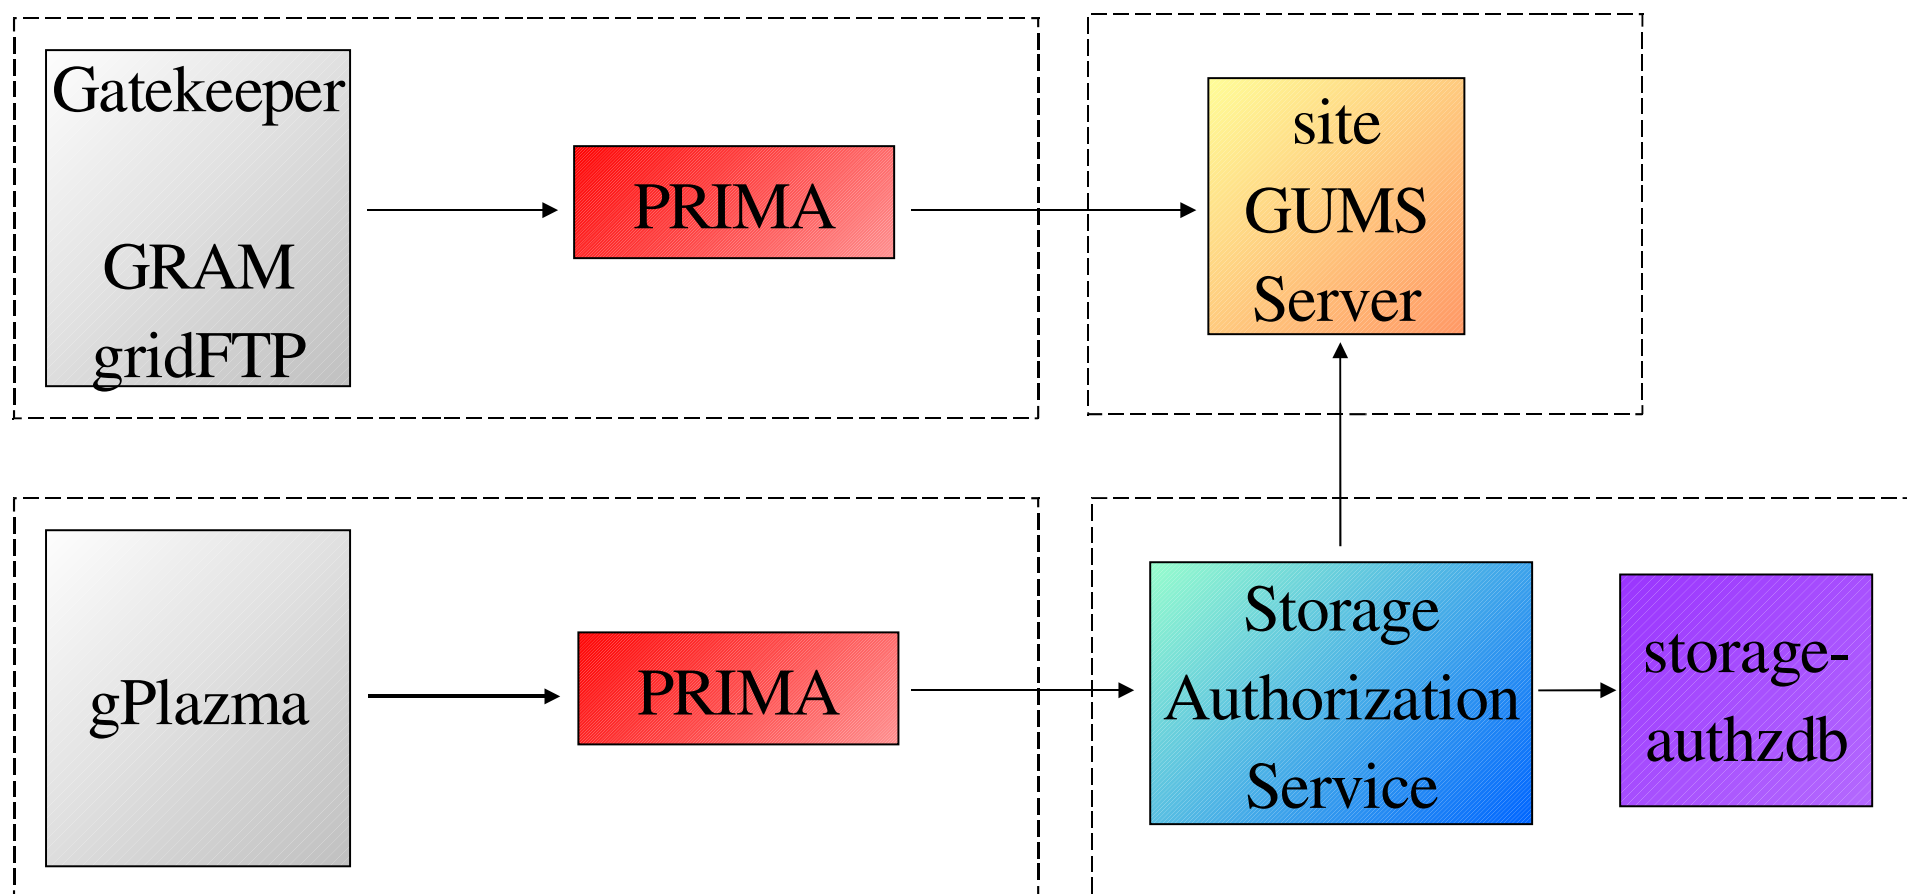 Gatekeeper
GRAM
gridFTP
PRIMA
site
GUMS
Server
gPlazma
PRIMA
Storage
Authorization
Service
storage-
authzdb